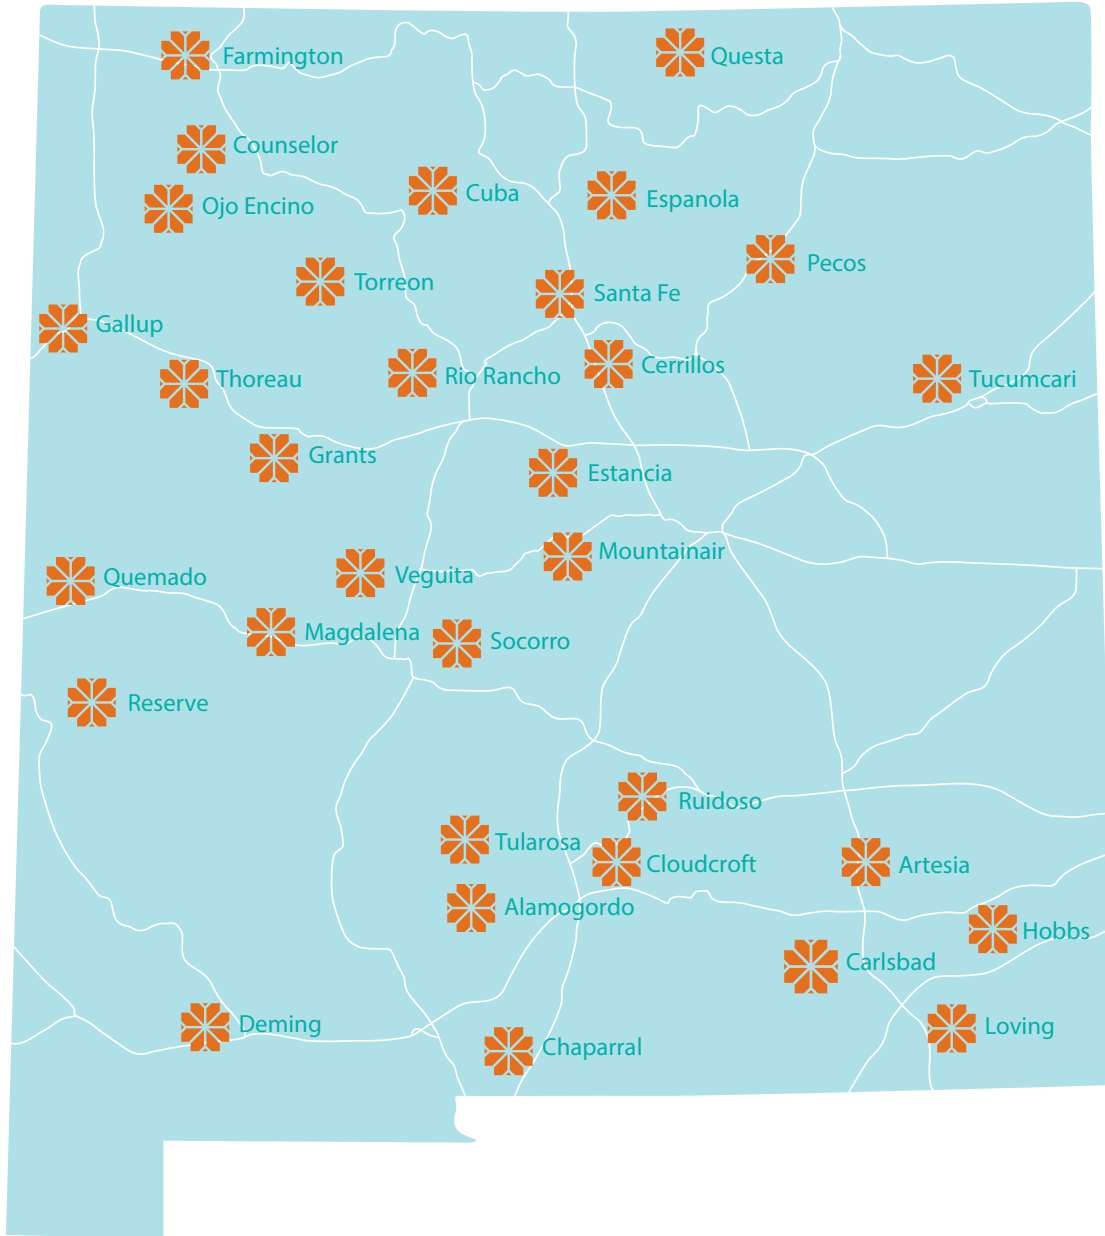 Farmington
Questa
Counselor
Cuba
Espanola
Ojo Encino
Pecos
Torreon
Santa Fe
Gallup
Cerrillos
Rio Rancho
Thoreau
Tucumcari
Grants
Estancia
Mountainair
Veguita
Quemado
Magdalena
Socorro
Reserve
Ruidoso
Tularosa
Cloudcroft
Artesia
Alamogordo
Hobbs
Carlsbad
Deming
Loving
Chaparral